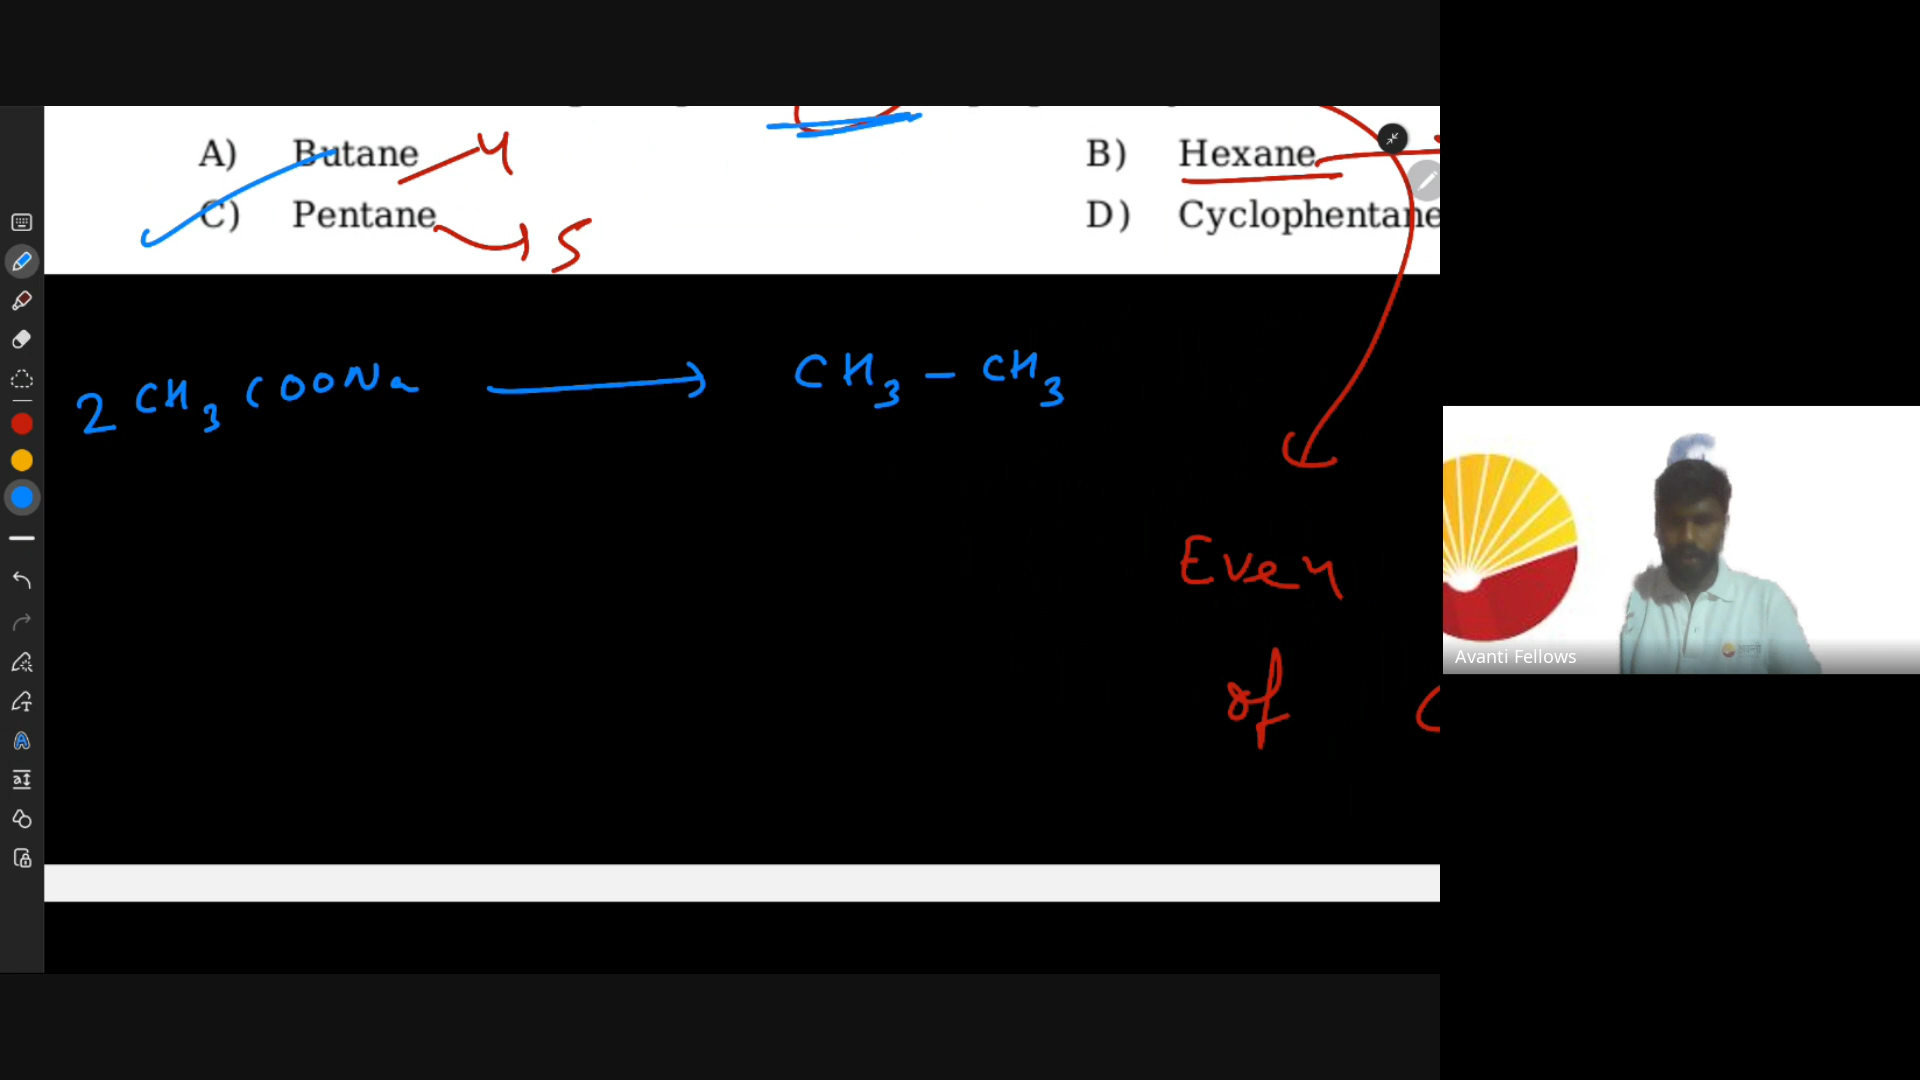 A) Butane 4
B) Hexane
C) Pentane 5
D) Cyclophentane
2 CH3 COONa ⟶ CH3 – CH3
Even
of
Avanti Fellows